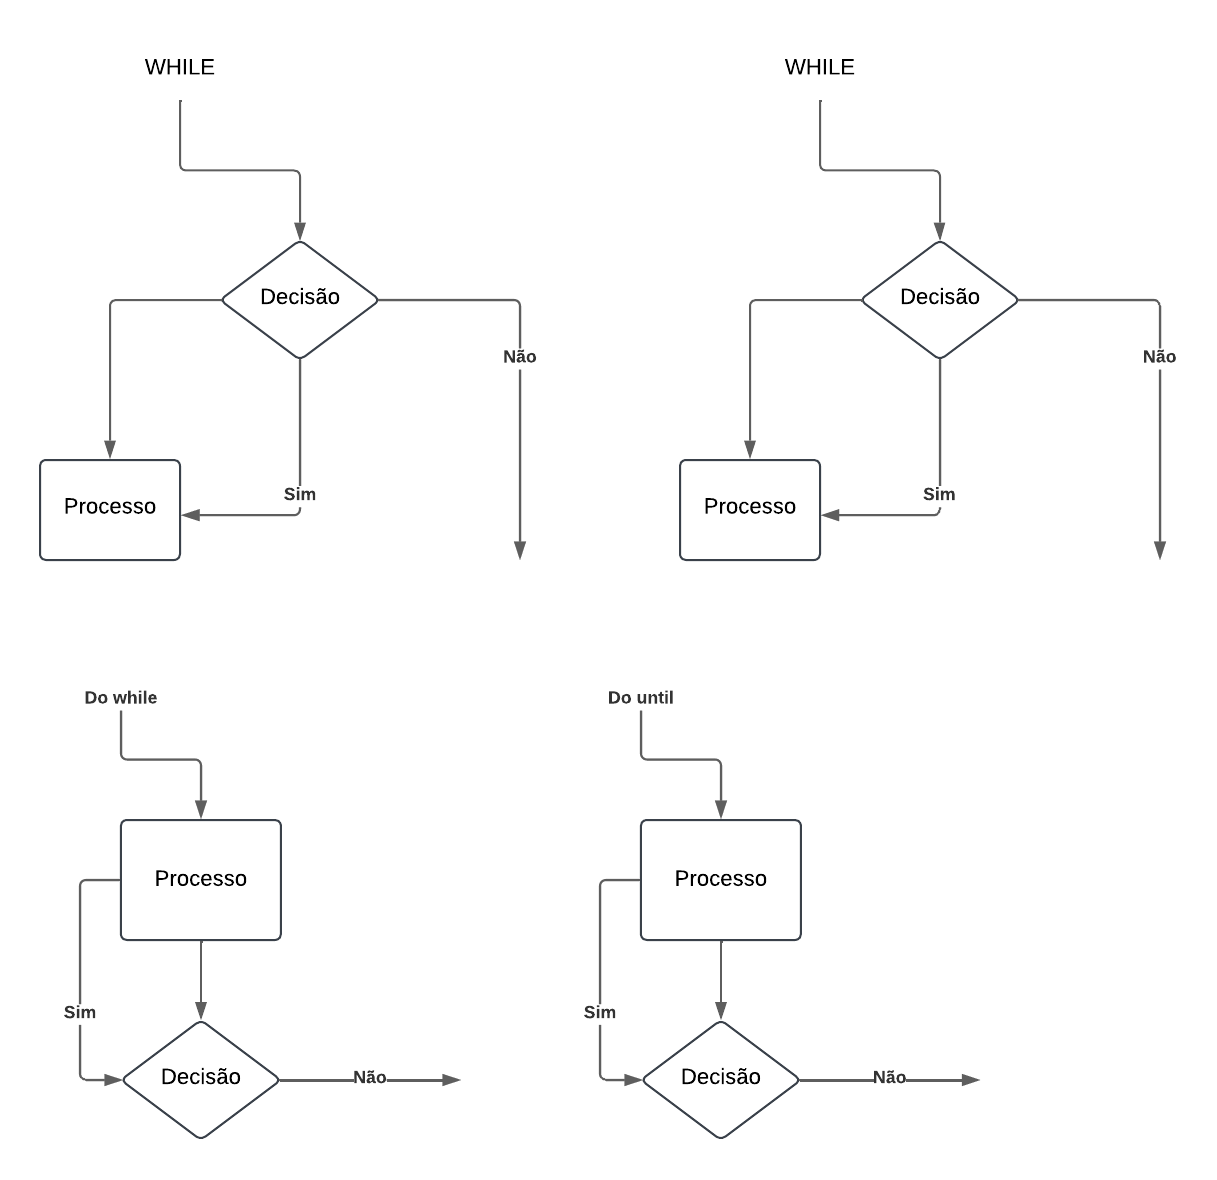 WHILE
Decisão
Não
Sim
Processo
WHILE
Decisão
Não
Sim
Processo
Do while
Processo
Sim
Decisão
Não
Do until
Processo
Sim
Decisão
Não